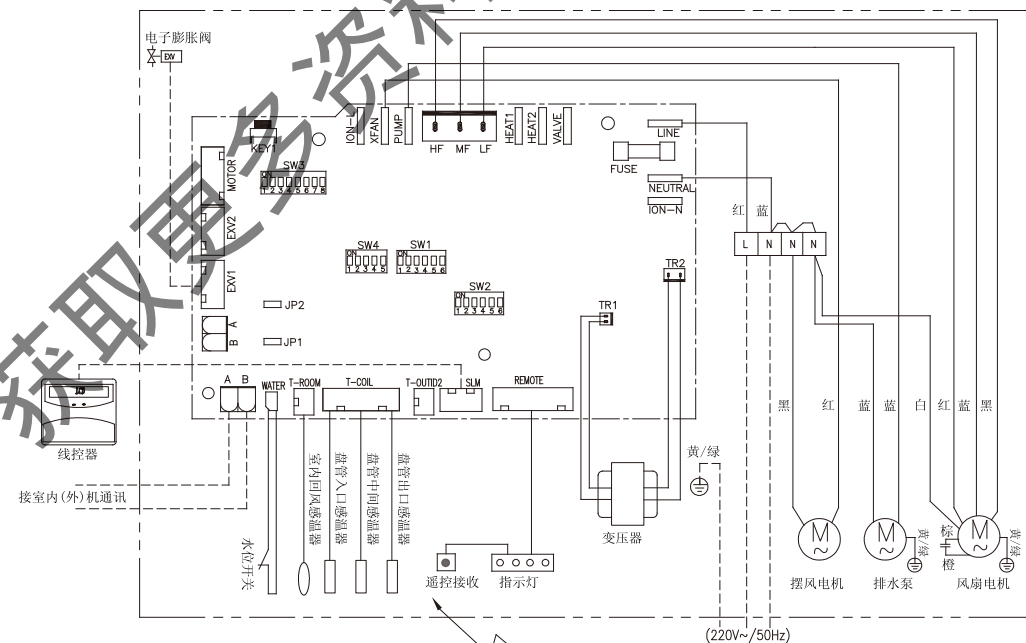 获取更多资料
电子膨胀阀
EXV
KEY1
ION-L
XFAN
PUMP
HF
MF
LF
HEAT1
HEAT2
VALVE
LINE
FUSE
NEUTRAL
ION-N
MOTOR
EXV2
EXV1
SW3
ON
1 2 3 4 5 6 7 8
SW4
ON
1 2 3 4 5
SW1
ON
1 2 3 4 5 6
SW2
ON
1 2 3 4 5 6
TR2
TR1
JP2
JP1
A
B
红
蓝
L
N
N
N
A
B
WATER
T-ROOM
T-COIL
T-OUTID2
SLM
REMOTE
线控器
接室内(外)机通讯
水位开关
室内回风感温器
盘管入口感温器
盘管中间感温器
盘管出口感温器
遥控接收
指示灯
变压器
黄/绿
黑
红
蓝
蓝
白
红
蓝
黑
M
~
M
~
M
~
黄/绿
棕
橙
黄/绿
摆风电机
排水泵
风扇电机
(220V~/50Hz)